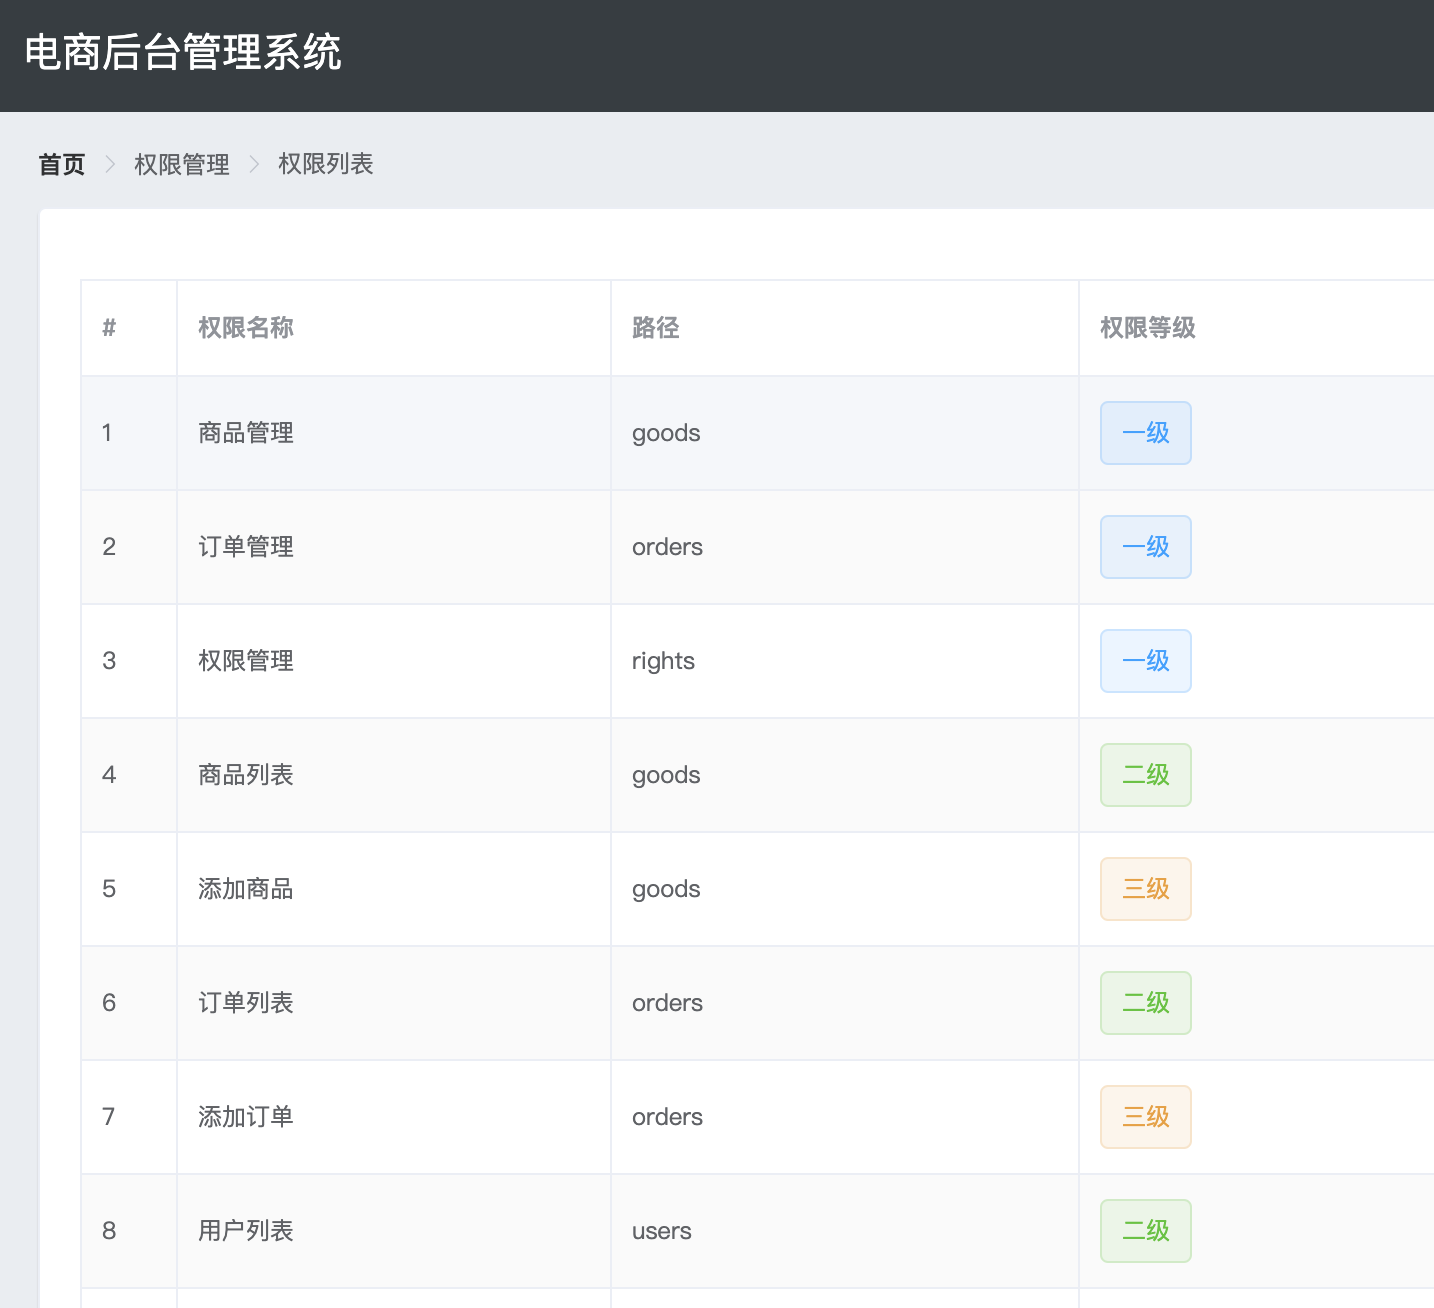 电商后台管理系统
首页 权限管理 权限列表
# 权限名称 路径 权限等级
1 商品管理 goods 一级
2 订单管理 orders 一级
3 权限管理 rights 一级
4 商品列表 goods 二级
5 添加商品 goods 三级
6 订单列表 orders 二级
7 添加订单 orders 三级
8 用户列表 users 二级